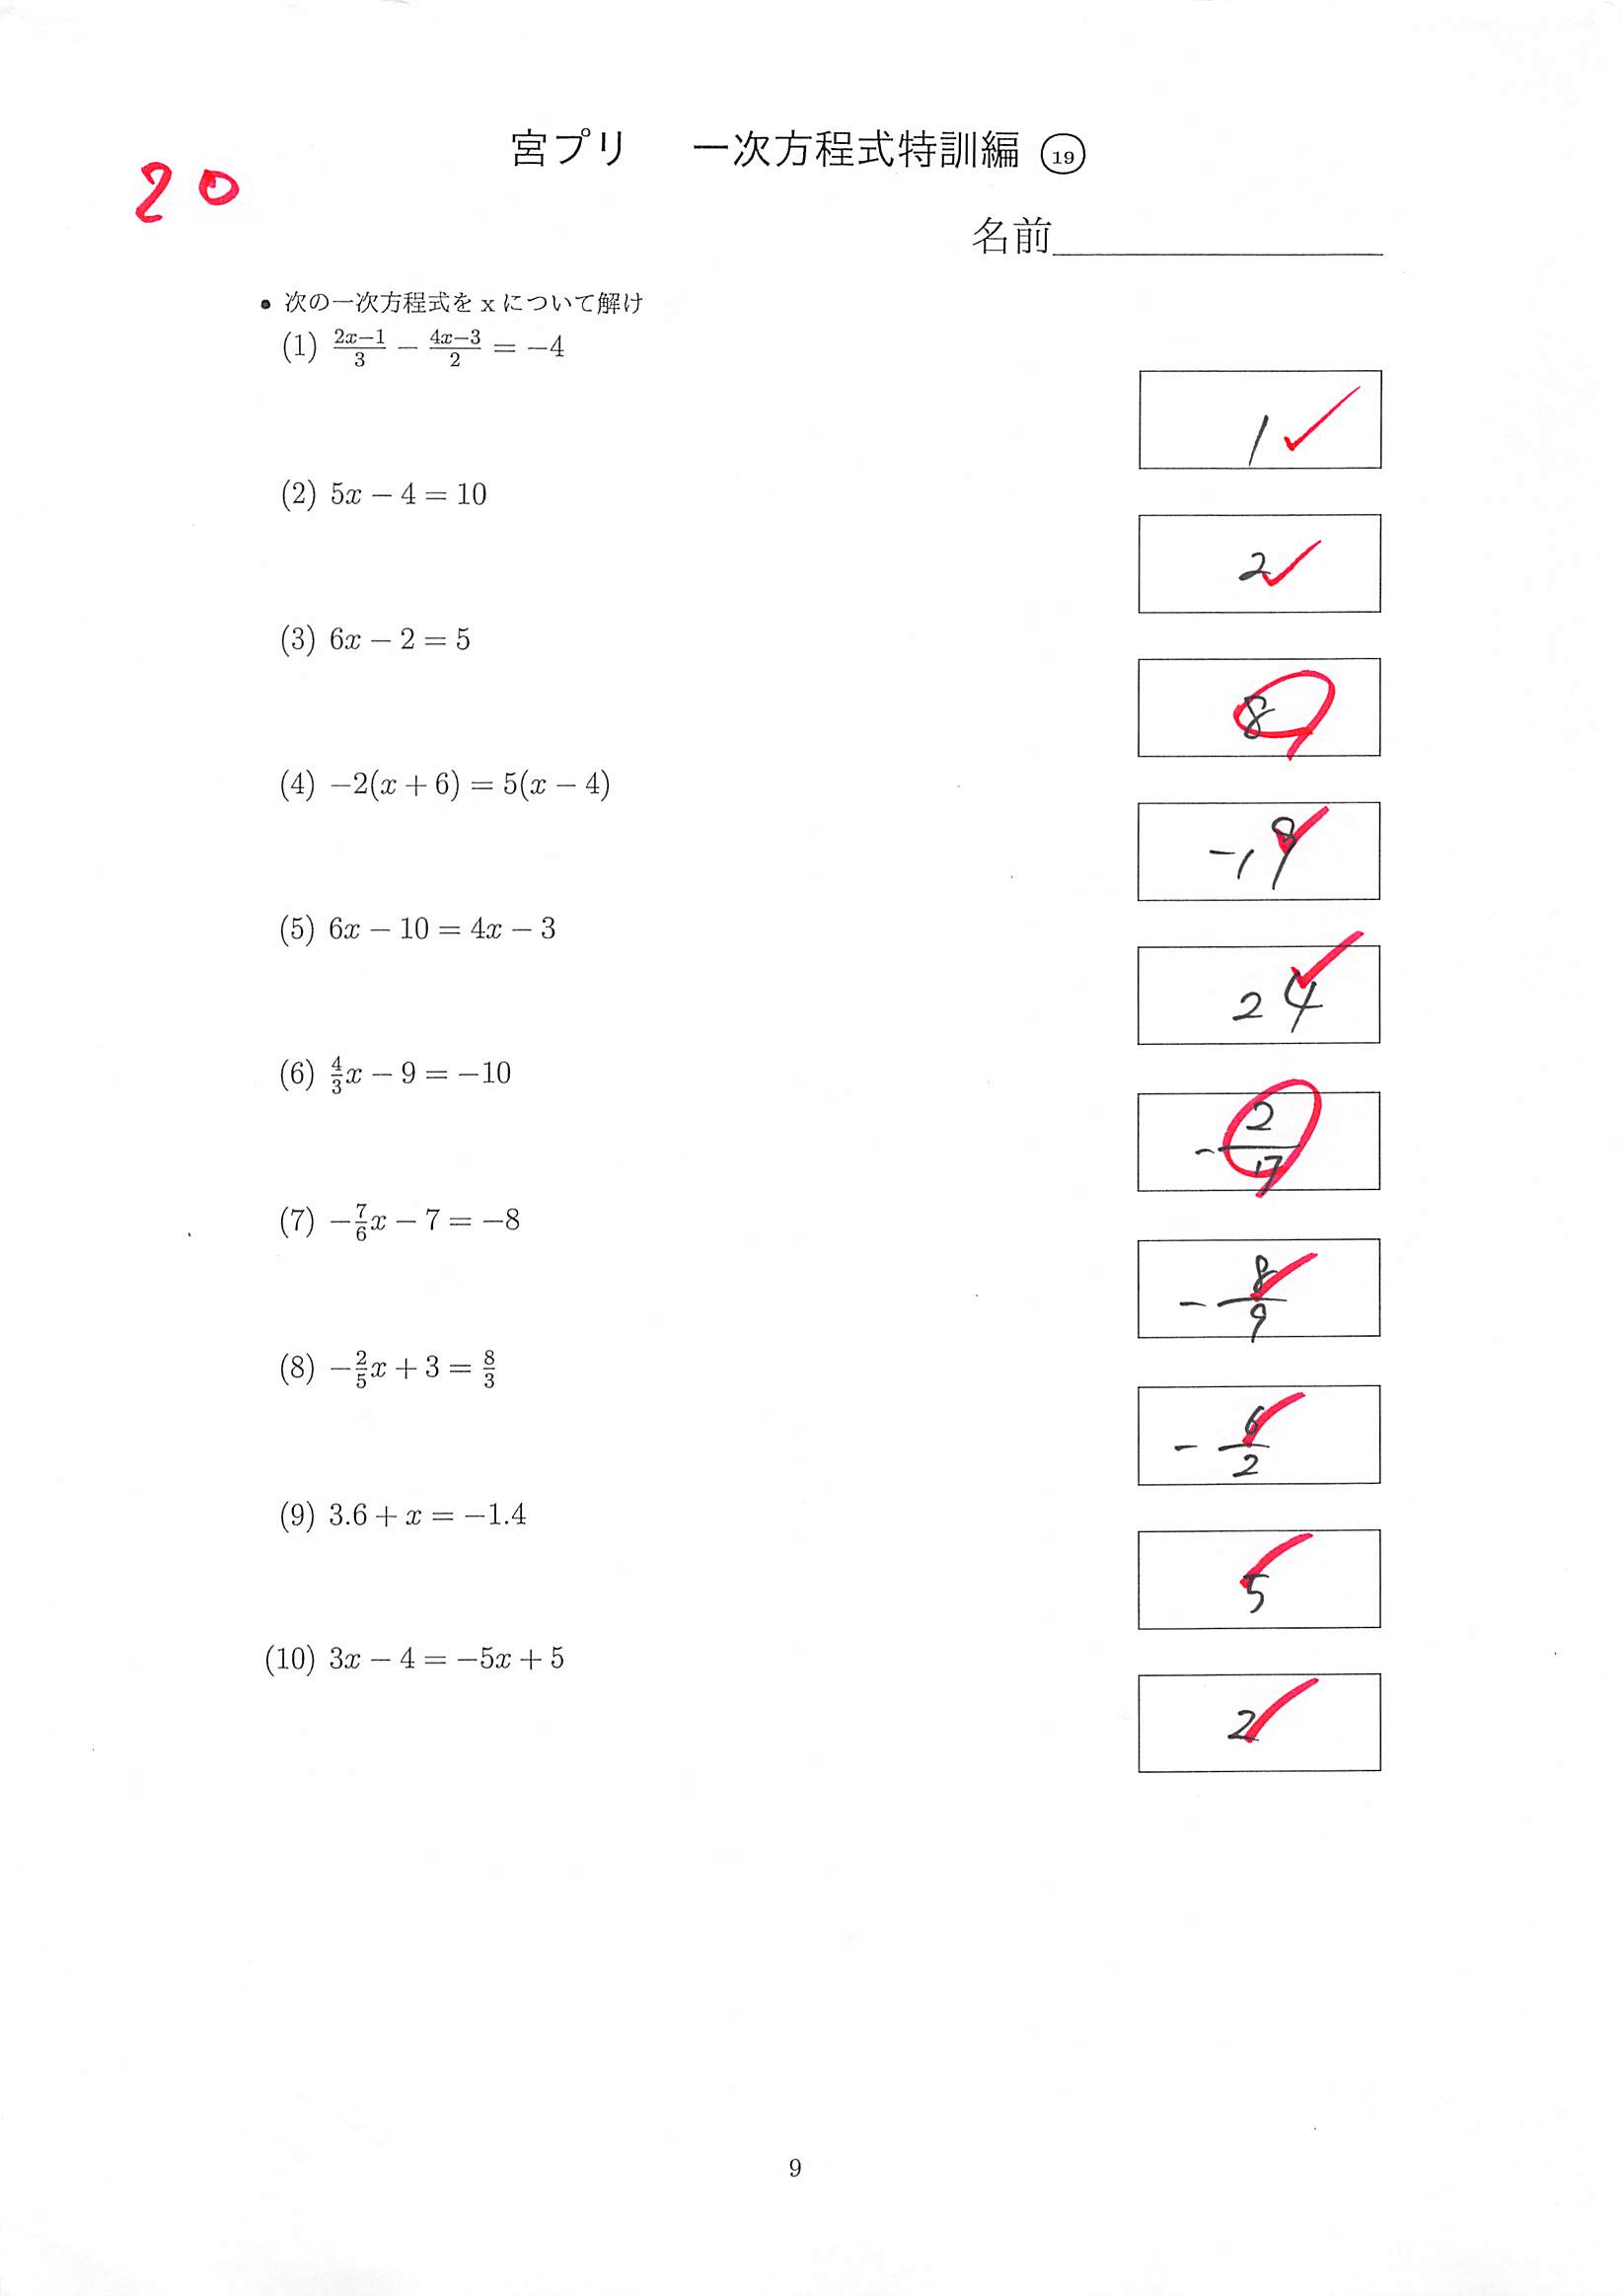 宮プリ 一次方程式特訓編 ⑲
20
名前
• 次の一次方程式を x について解け
(1) \frac{2x-1}{3} - \frac{4x-3}{2} = -4
1
(2) 5x - 4 = 10
2
(3) 6x - 2 = 5
8
(4) -2(x + 6) = 5(x - 4)
-19
(5) 6x - 10 = 4x - 3
24
(6) \frac{4}{3}x - 9 = -10
-\frac{2}{17}
(7) -\frac{7}{6}x - 7 = -8
-\frac{8}{9}
(8) -\frac{2}{5}x + 3 = \frac{8}{3}
-\frac{6}{2}
(9) 3.6 + x = -1.4
5
(10) 3x - 4 = -5x + 5
2
9